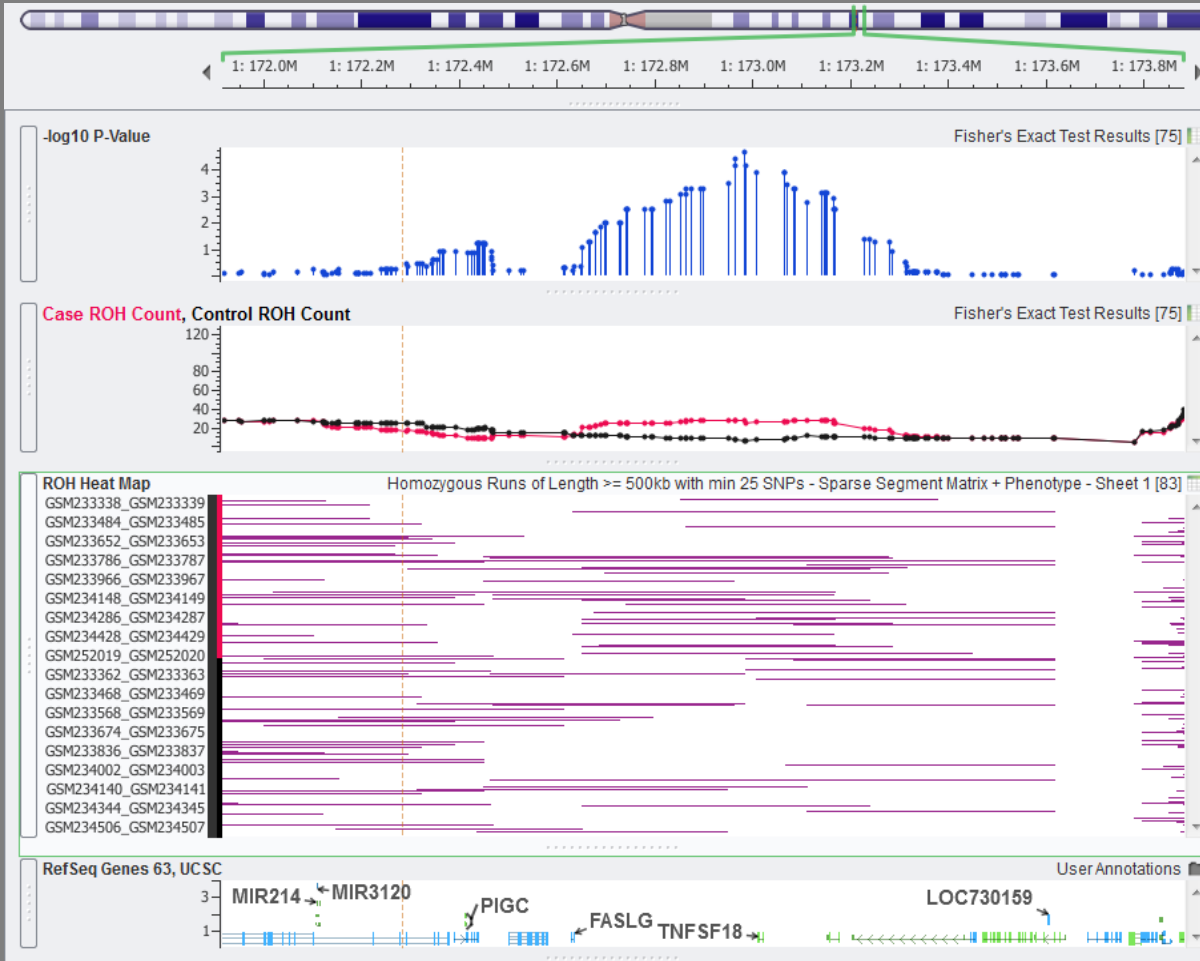 1: 172.0M 1: 172.2M 1: 172.4M 1: 172.6M 1: 172.8M 1: 173.0M 1: 173.2M 1: 173.4M 1: 173.6M 1: 173.8M
-log10 P-Value Fisher's Exact Test Results [75]
4
3
2
1
Case ROH Count, Control ROH Count Fisher's Exact Test Results [75]
120
80
60
40
20
ROH Heat Map Homozygous Runs of Length >= 500kb with min 25 SNPs - Sparse Segment Matrix + Phenotype - Sheet 1 [83]
GSM233338_GSM233339
GSM233484_GSM233485
GSM233652_GSM233653
GSM233786_GSM233787
GSM233966_GSM233967
GSM234148_GSM234149
GSM234286_GSM234287
GSM234428_GSM234429
GSM252019_GSM252020
GSM233362_GSM233363
GSM233468_GSM233469
GSM233568_GSM233569
GSM233674_GSM233675
GSM233836_GSM233837
GSM234002_GSM234003
GSM234140_GSM234141
GSM234344_GSM234345
GSM234506_GSM234507
RefSeq Genes 63, UCSC User Annotations
3
1
MIR214 MIR3120 PIGC FASLG TNFSF18 LOC730159